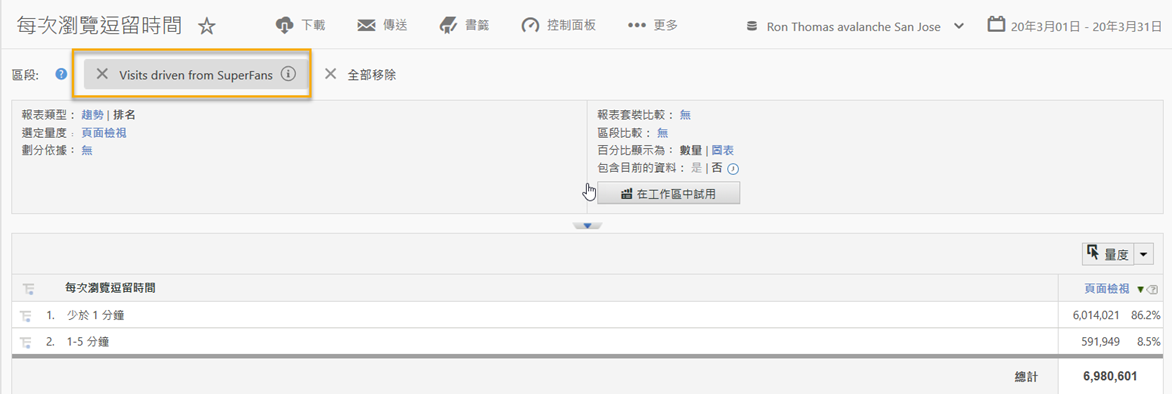 每次瀏覽逗留時間 下載 傳送 書籤 控制面板 更多 Ron Thomas avalanche San Jose 20年3月01日 - 20年3月31日
區段: ? Visits driven from SuperFans 全部移除
報表類型： 趨勢 | 排名
選定量度： 頁面檢視
劃分依據： 無
報表套裝比較： 無
區段比較： 無
百分比顯示為： 數量 | 圖表
包含目前的資料： 是 | 否
在工作區中試用
量度
每次瀏覽逗留時間 頁面檢視
1. 少於 1 分鐘 6,014,021 86.2%
2. 1-5 分鐘 591,949 8.5%
總計 6,980,601